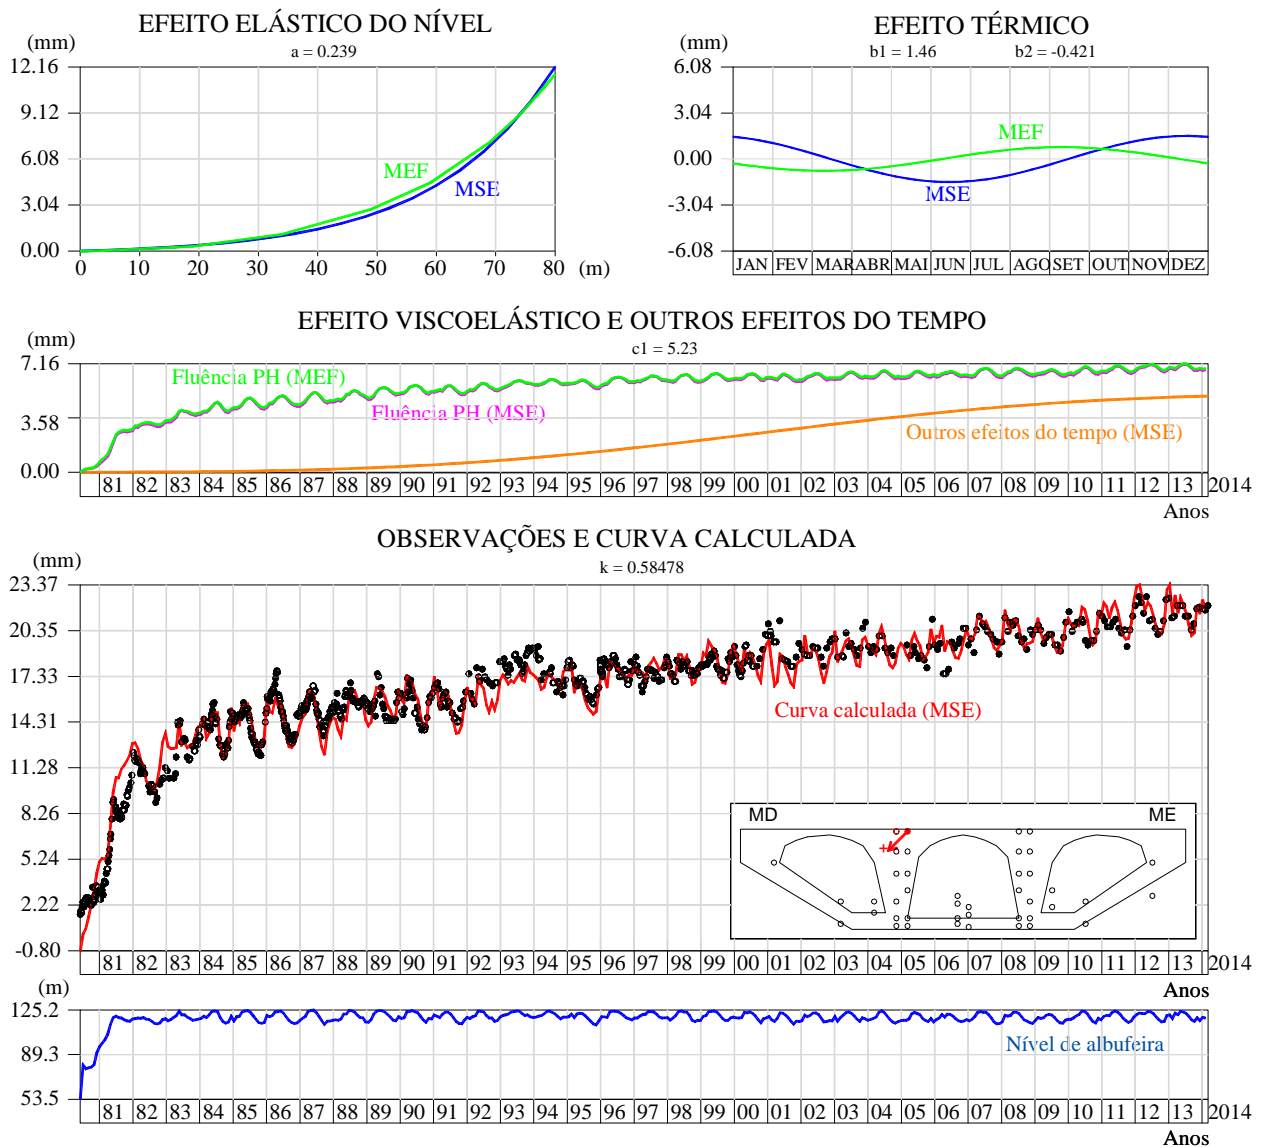 EFEITO ELÁSTICO DO NÍVEL
a = 0.239
(mm)
12.16
9.12
6.08
3.04
0.00
MEF
MSE
0 10 20 30 40 50 60 70 80 (m)
EFEITO TÉRMICO
b1 = 1.46 b2 = -0.421
(mm)
6.08
3.04
0.00
-3.04
-6.08
MEF
MSE
JAN FEV MAR ABR MAI JUN JUL AGO SET OUT NOV DEZ
EFEITO VISCOELÁSTICO E OUTROS EFEITOS DO TEMPO
c1 = 5.23
(mm)
7.16
3.58
0.00
Fluência PH (MEF)
Fluência PH (MSE)
Outros efeitos do tempo (MSE)
81 82 83 84 85 86 87 88 89 90 91 92 93 94 95 96 97 98 99 00 01 02 03 04 05 06 07 08 09 10 11 12 13 2014
Anos
OBSERVAÇÕES E CURVA CALCULADA
k = 0.58478
(mm)
23.37
20.35
17.33
14.31
11.28
8.26
5.24
2.22
-0.80
Curva calculada (MSE)
MD ME
81 82 83 84 85 86 87 88 89 90 91 92 93 94 95 96 97 98 99 00 01 02 03 04 05 06 07 08 09 10 11 12 13 2014
Anos
(m)
125.2
89.3
53.5
Nível de albufeira
81 82 83 84 85 86 87 88 89 90 91 92 93 94 95 96 97 98 99 00 01 02 03 04 05 06 07 08 09 10 11 12 13 2014
Anos